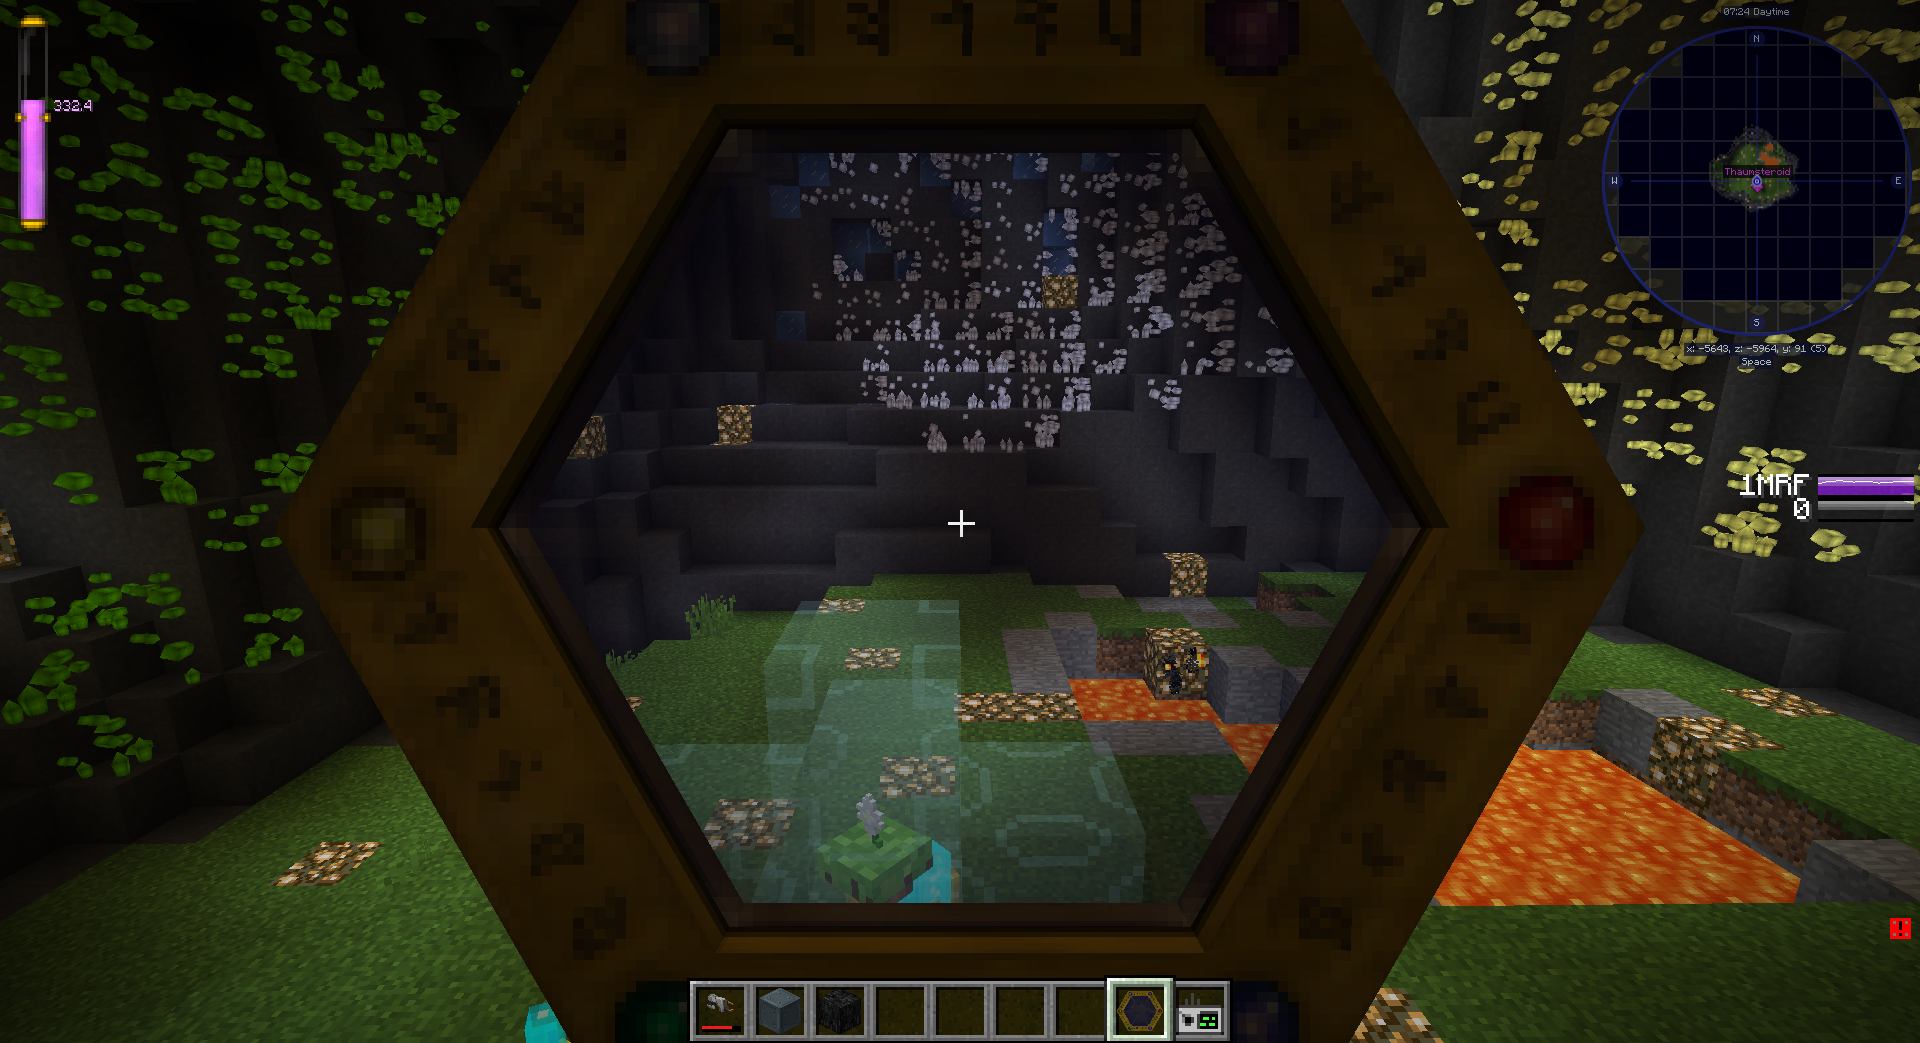 07:24 Daytime
N
332.4
Thaumsteroid
W
E
S
x: -5643, z: -5964, y: 91 (5)
Space
1MRF
0
!